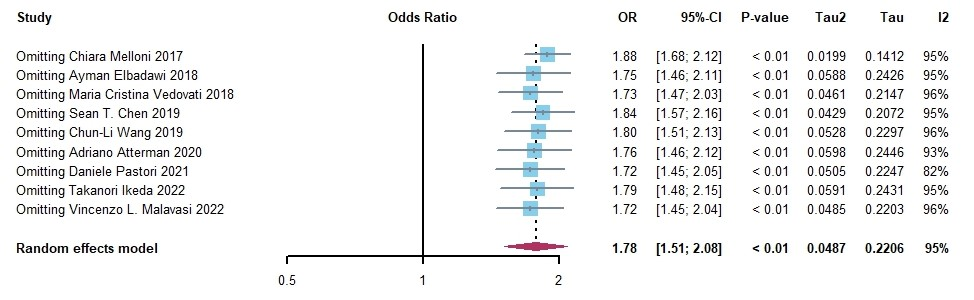 Study Odds Ratio OR 95%-CI P-value Tau2 Tau I2
Omitting Chiara Melloni 2017 1.88 [1.68; 2.12] < 0.01 0.0199 0.1412 95%
Omitting Ayman Elbadawi 2018 1.75 [1.46; 2.11] < 0.01 0.0588 0.2426 95%
Omitting Maria Cristina Vedovati 2018 1.73 [1.47; 2.03] < 0.01 0.0461 0.2147 96%
Omitting Sean T. Chen 2019 1.84 [1.57; 2.16] < 0.01 0.0429 0.2072 95%
Omitting Chun-Li Wang 2019 1.80 [1.51; 2.13] < 0.01 0.0528 0.2297 96%
Omitting Adriano Atterman 2020 1.76 [1.46; 2.12] < 0.01 0.0598 0.2446 93%
Omitting Daniele Pastori 2021 1.72 [1.45; 2.05] < 0.01 0.0505 0.2247 82%
Omitting Takanori Ikeda 2022 1.79 [1.48; 2.15] < 0.01 0.0591 0.2431 95%
Omitting Vincenzo L. Malavasi 2022 1.72 [1.45; 2.04] < 0.01 0.0485 0.2203 96%
Random effects model 1.78 [1.51; 2.08] < 0.01 0.0487 0.2206 95%
0.5 1 2